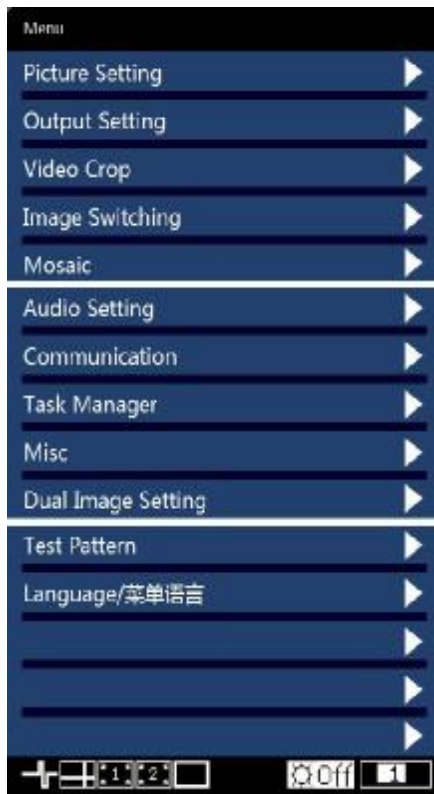 Menu
Picture Setting
Output Setting
Video Crop
Image Switching
Mosaic
Audio Setting
Communication
Task Manager
Misc
Dual Image Setting
Test Pattern
Language/菜单语言
1 2 Off 1